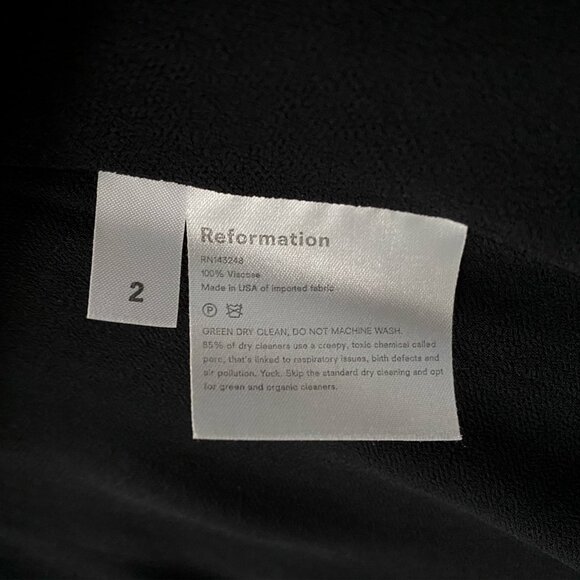 2
Reformation
RN143248
100% Viscose
Made in USA of imported fabric
P
GREEN DRY CLEAN, DO NOT MACHINE WASH.
85% of dry cleaners use a creepy, toxic chemical called
perc, that's linked to respiratory issues, birth defects and
air pollution. Yuck. Skip the standard dry cleaning and opt
for green and organic cleaners.